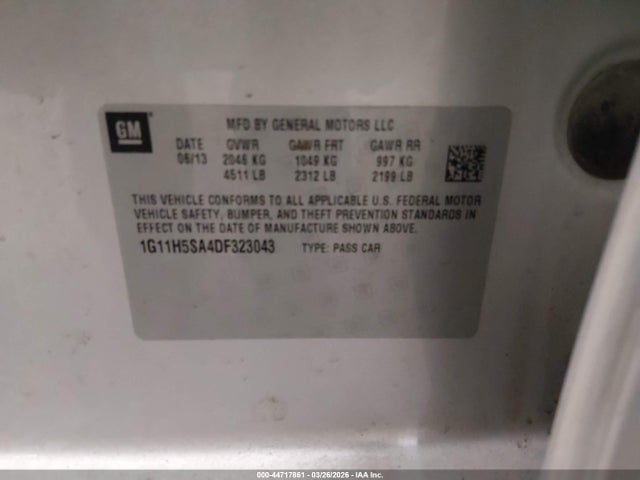 GM
MFD BY GENERAL MOTORS LLC
DATE GVWR GAWR FRT GAWR RR
06/13 2046 KG 1049 KG 997 KG
4511 LB 2312 LB 2199 LB
THIS VEHICLE CONFORMS TO ALL APPLICABLE U.S. FEDERAL MOTOR
VEHICLE SAFETY, BUMPER, AND THEFT PREVENTION STANDARDS IN
EFFECT ON THE DATE OF MANUFACTURE SHOWN ABOVE.
1G11H5SA4DF323043 TYPE: PASS CAR
000-44717861 | 03/26/2026 | IAA Inc.